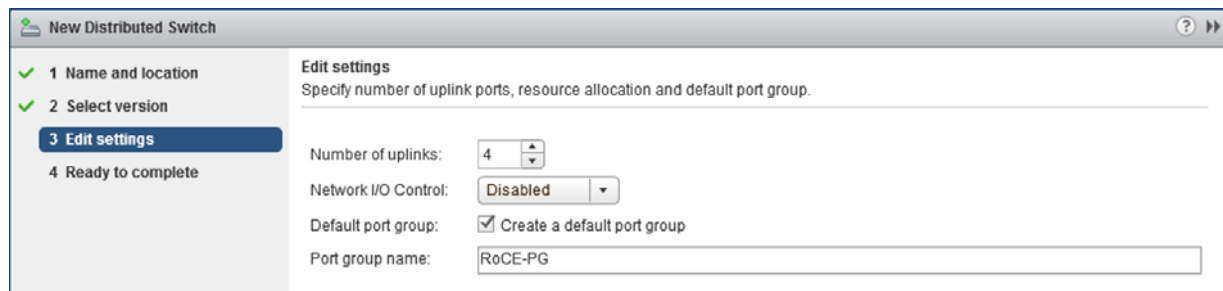 New Distributed Switch
?
1 Name and location
2 Select version
3 Edit settings
4 Ready to complete
Edit settings
Specify number of uplink ports, resource allocation and default port group.
Number of uplinks: 4
Network I/O Control: Disabled
Default port group: Create a default port group
Port group name: RoCE-PG